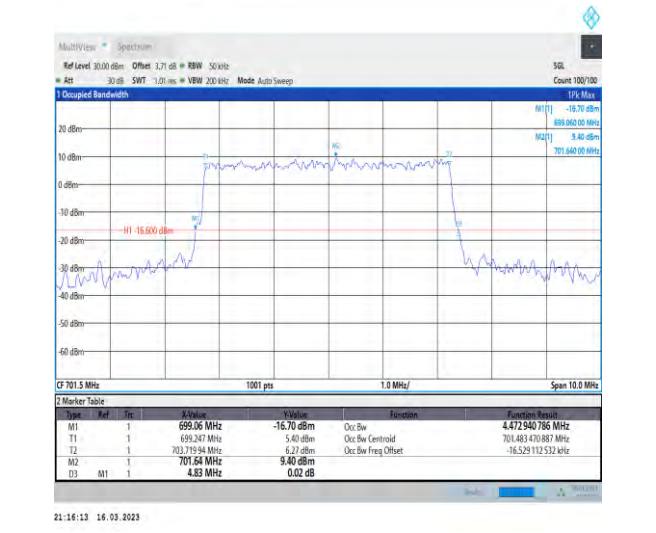 MultiView Spectrum
Ref Level 30.00 dBm Offset 3.71 dB RBW 50 kHz SGL
Att 30 dB SWT 1.01 ms VBW 200 kHz Mode Auto Sweep Count 100/100
1 Occupied Bandwidth 1Pk Max
M1[1] -16.70 dBm
699.060 00 MHz
M2[1] 9.40 dBm
701.640 00 MHz
20 dBm
M2
T1 T2
10 dBm
0 dBm
-10 dBm
M1
H1 -16.600 dBm
-20 dBm
-30 dBm
-40 dBm
-50 dBm
-60 dBm
CF 701.5 MHz 1001 pts 1.0 MHz/ Span 10.0 MHz
2 Marker Table
Type Ref Trc X-Value Y-Value Function Function Result
M1 1 699.06 MHz -16.70 dBm Occ Bw 4.472 940 786 MHz
T1 1 699.247 MHz 5.40 dBm Occ Bw Centroid 701.483 470 887 MHz
T2 1 703.719 94 MHz 6.27 dBm Occ Bw Freq Offset -16.529 112 532 kHz
M2 1 701.64 MHz 9.40 dBm
D3 M1 1 4.83 MHz 0.02 dB
21:16:13 16.03.2023